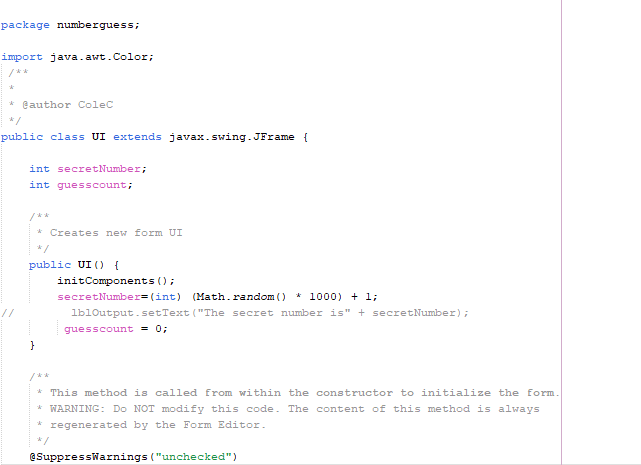 package numberguess;
import java.awt.Color;
/**
*
* @author ColeC
*/
public class UI extends javax.swing.JFrame {
int secretNumber;
int guesscount;
/**
* Creates new form UI
*/
public UI() {
initComponents();
secretNumber=(int) (Math.random() * 1000) + 1;
// lblOutput.setText("The secret number is" + secretNumber);
guesscount = 0;
}
/**
* This method is called from within the constructor to initialize the form.
* WARNING: Do NOT modify this code. The content of this method is always
* regenerated by the Form Editor.
*/
@SuppressWarnings("unchecked")